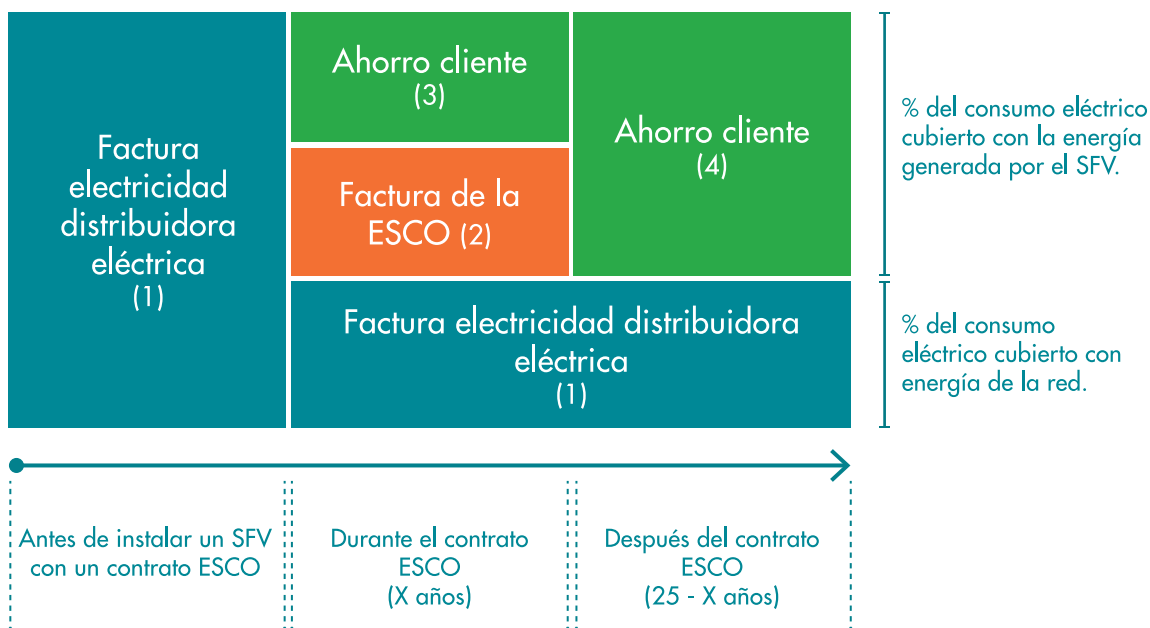 Factura
electricidad
distribuidora
eléctrica
(1)
Ahorro cliente
(3)
Factura de la
ESCO (2)
Ahorro cliente
(4)
Factura electricidad distribuidora
eléctrica
(1)
% del consumo eléctrico
cubierto con la energía
generada por el SFV.
% del consumo
eléctrico cubierto con
energía de la red.
Antes de instalar un SFV
con un contrato ESCO
Durante el contrato
ESCO
(X años)
Después del contrato
ESCO
(25 - X años)